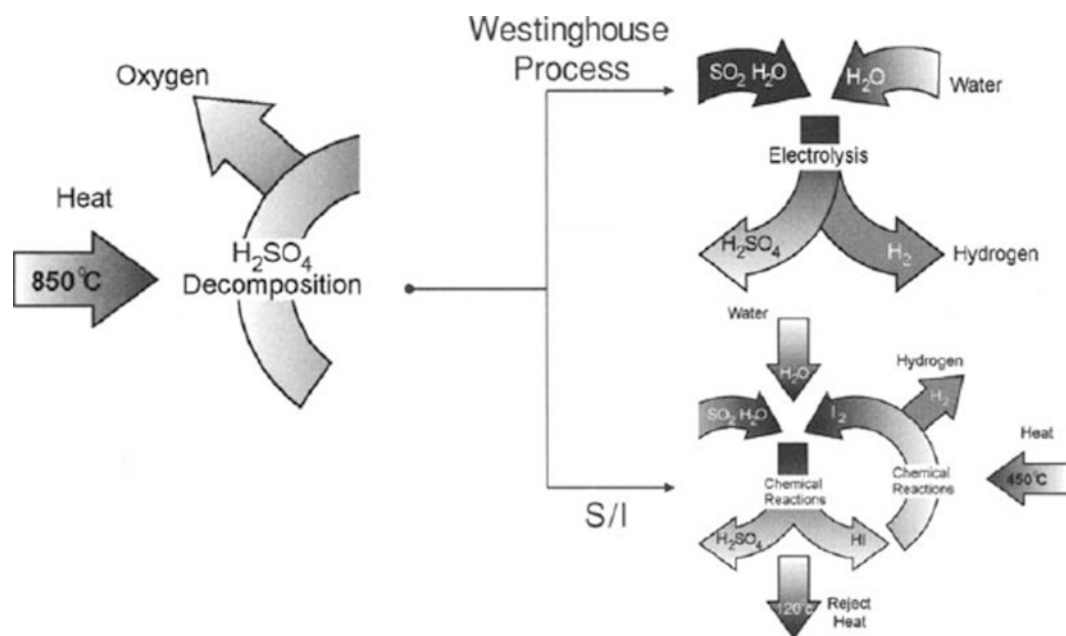 Oxygen
Heat
850°C
H₂SO₄
Decomposition
Westinghouse
Process
SO₂ H₂O
H₂O
Water
Electrolysis
H₂SO₄
H₂
Hydrogen
S/I
Water
H₂O
SO₂ H₂O
I₂
Hydrogen
H₂
Heat
450°C
Chemical
Reactions
Chemical
Reactions
H₂SO₄
HI
120°c
Reject
Heat